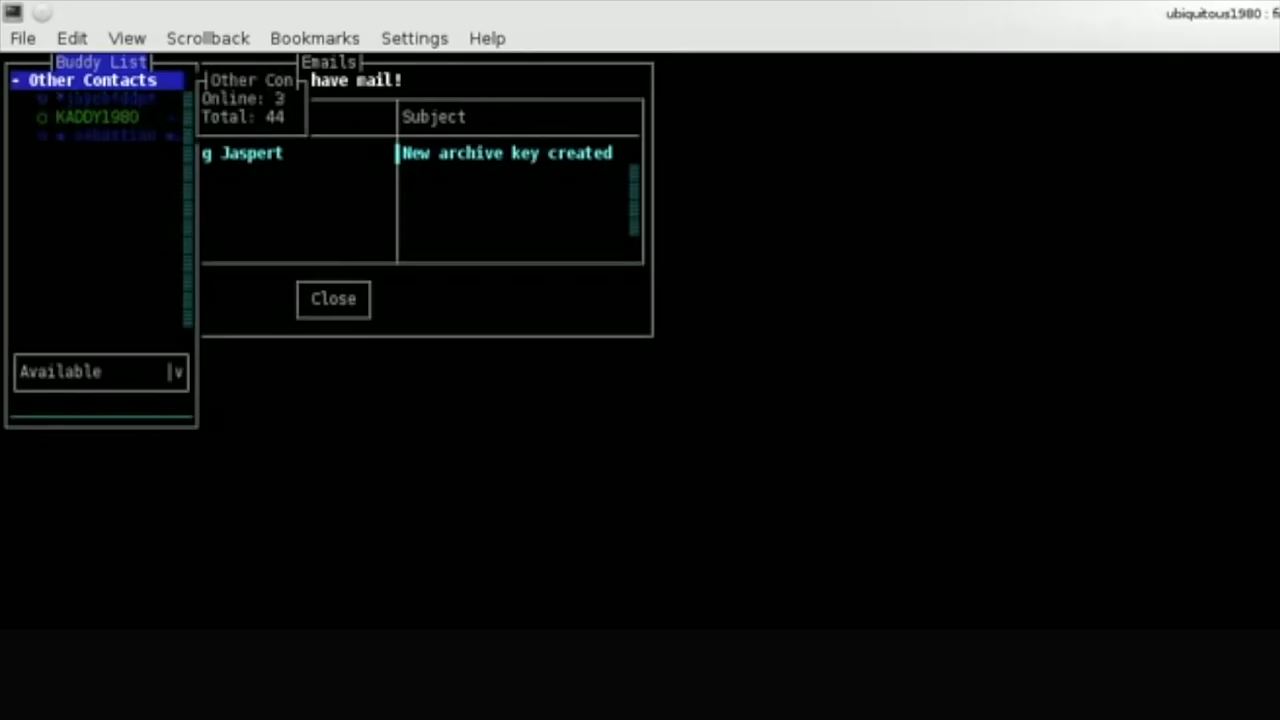 ubiquitous1980 : f
File Edit View Scrollback Bookmarks Settings Help
Buddy List
Emails
- Other Contacts
Other Con
have mail!
Online: 3
KADDY1980
Total: 44
Subject
g Jaspert
New archive key created
Close
Available
v